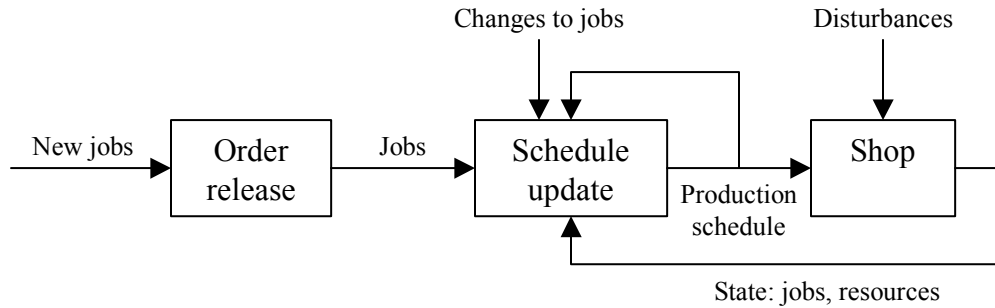 Changes to jobs
Disturbances
New jobs
Order
release
Jobs
Schedule
update
Production
schedule
Shop
State: jobs, resources